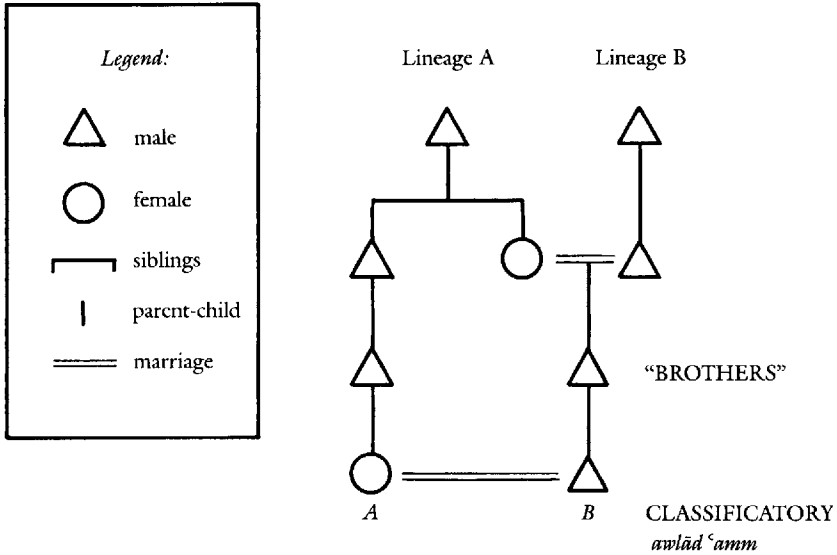 Legend:
male
female
siblings
parent-child
marriage
Lineage A
Lineage B
“BROTHERS”
A
B
CLASSIFICATORY
awlād ʿamm